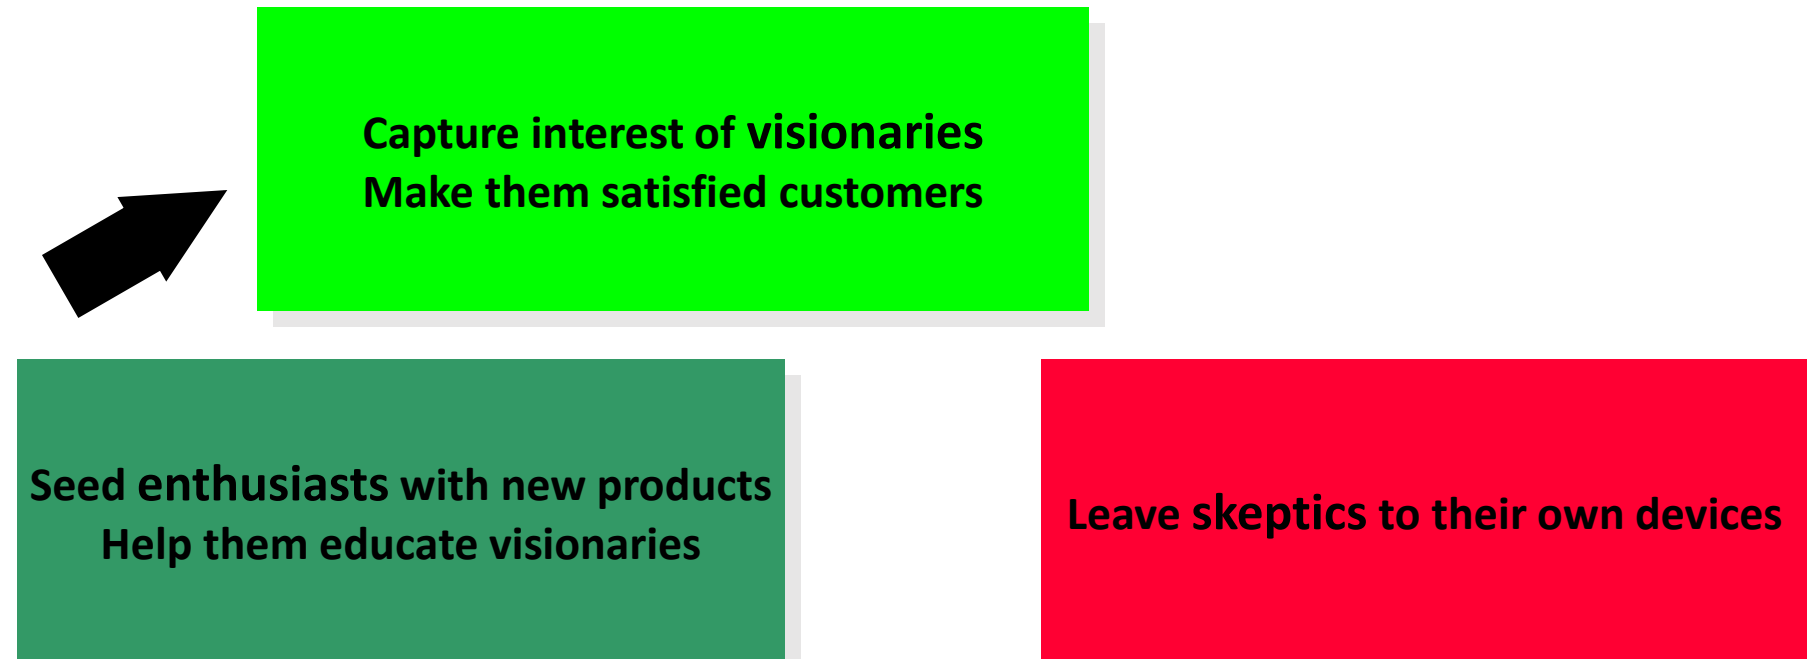 Capture interest of visionaries
Make them satisfied customers
Seed enthusiasts with new products
Help them educate visionaries
Leave skeptics to their own devices